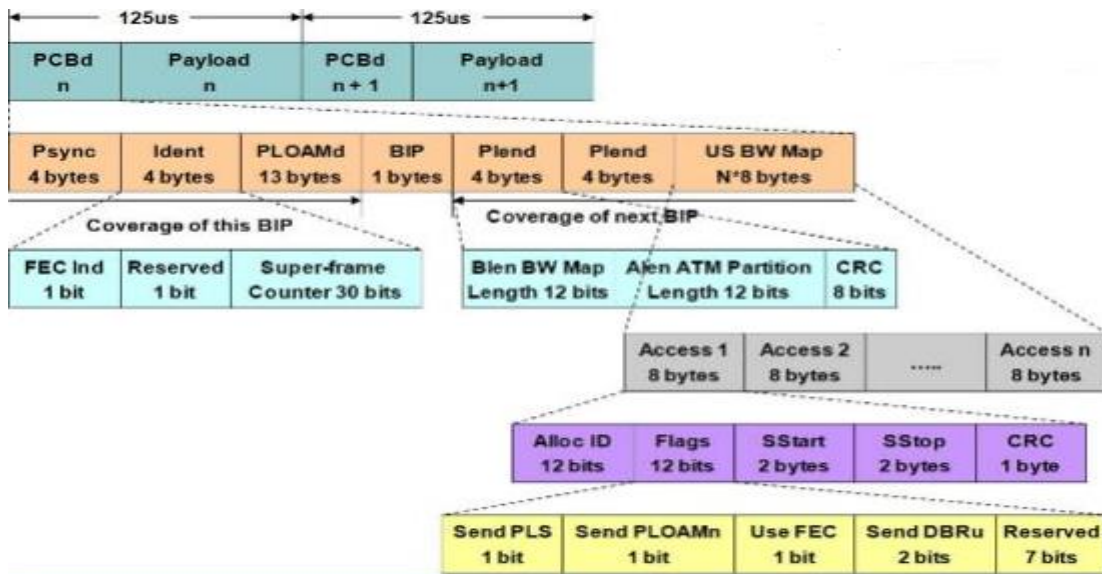 125us 125us
PCBd Payload PCBd Payload
n n n + 1 n+1
Psync Ident PLOAMd BIP Plend Plend US BW Map
4 bytes 4 bytes 13 bytes 1 bytes 4 bytes 4 bytes N*8 bytes
Coverage of this BIP Coverage of next BIP
FEC Ind Reserved Super-frame Blen BW Map Alen ATM Partition CRC
1 bit 1 bit Counter 30 bits Length 12 bits Length 12 bits 8 bits
Access 1 Access 2 ..... Access n
8 bytes 8 bytes 8 bytes
Alloc ID Flags SStart SStop CRC
12 bits 12 bits 2 bytes 2 bytes 1 byte
Send PLS Send PLOAMn Use FEC Send DBRu Reserved
1 bit 1 bit 1 bit 2 bits 7 bits